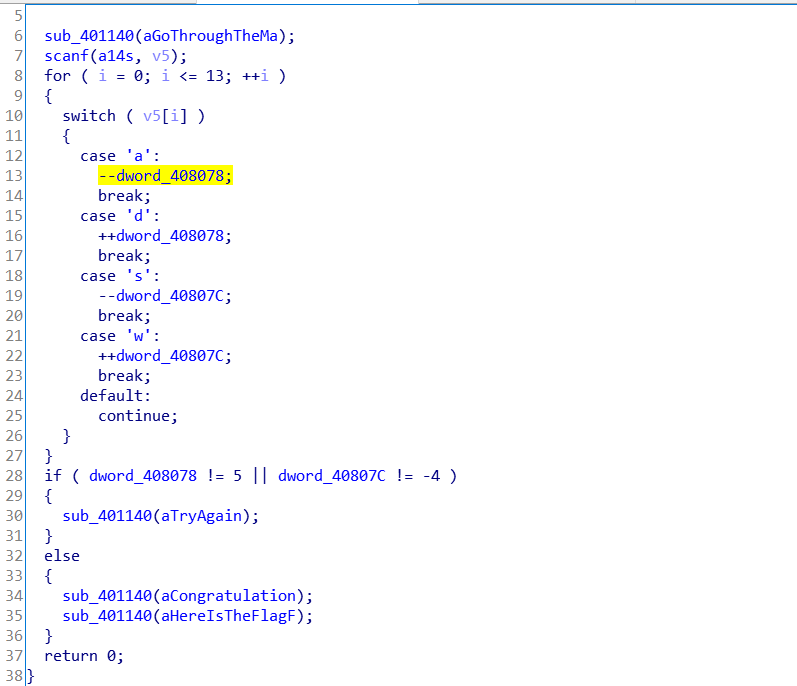 5
6 sub_401140(aGoThroughTheMa);
7 scanf(a14s, v5);
8 for ( i = 0; i <= 13; ++i )
9 {
10 switch ( v5[i] )
11 {
12 case 'a':
13 --dword_408078;
14 break;
15 case 'd':
16 ++dword_408078;
17 break;
18 case 's':
19 --dword_40807C;
20 break;
21 case 'w':
22 ++dword_40807C;
23 break;
24 default:
25 continue;
26 }
27 }
28 if ( dword_408078 != 5 || dword_40807C != -4 )
29 {
30 sub_401140(aTryAgain);
31 }
32 else
33 {
34 sub_401140(aCongratulation);
35 sub_401140(aHereIsTheFlagF);
36 }
37 return 0;
38 }